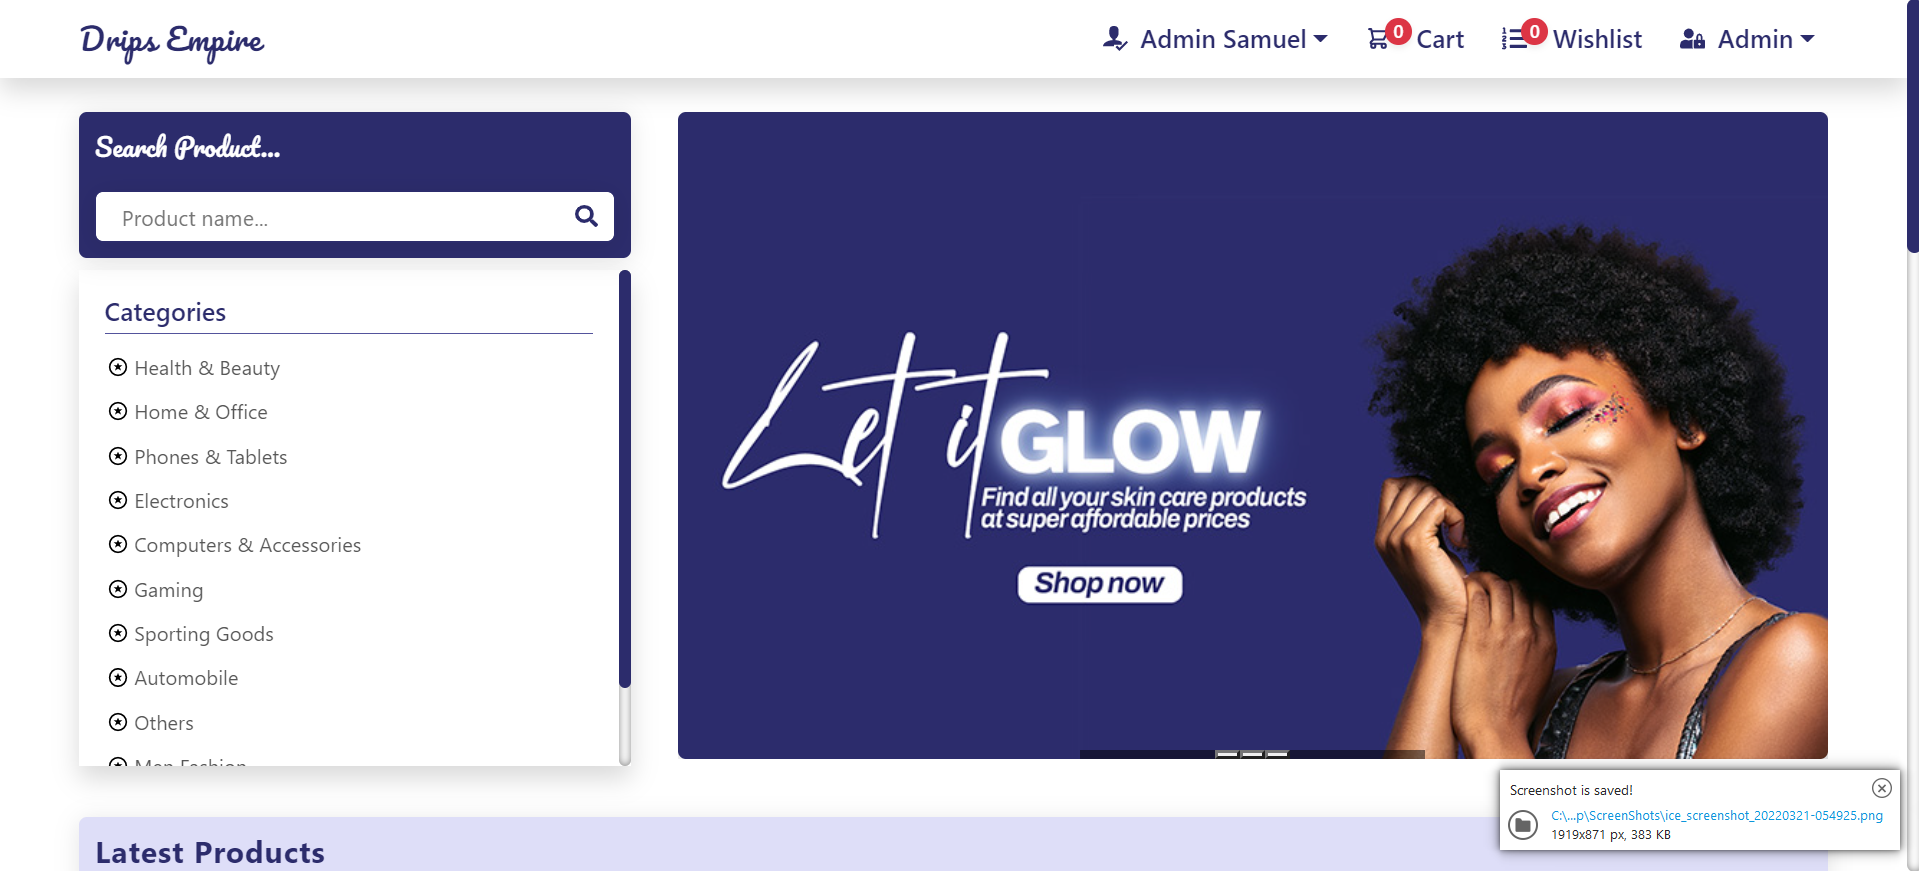 Drips Empire
Admin Samuel
0 Cart
0 Wishlist
Admin
Search Product...
Product name...
Categories
Health & Beauty
Home & Office
Phones & Tablets
Electronics
Computers & Accessories
Gaming
Sporting Goods
Automobile
Others
Men Fashion
Let it GLOW
Find all your skin care products
at super affordable prices
Shop now
Screenshot is saved!
C:\...p\ScreenShots\ice_screenshot_20220321-054925.png
1919x871 px, 383 KB
Latest Products